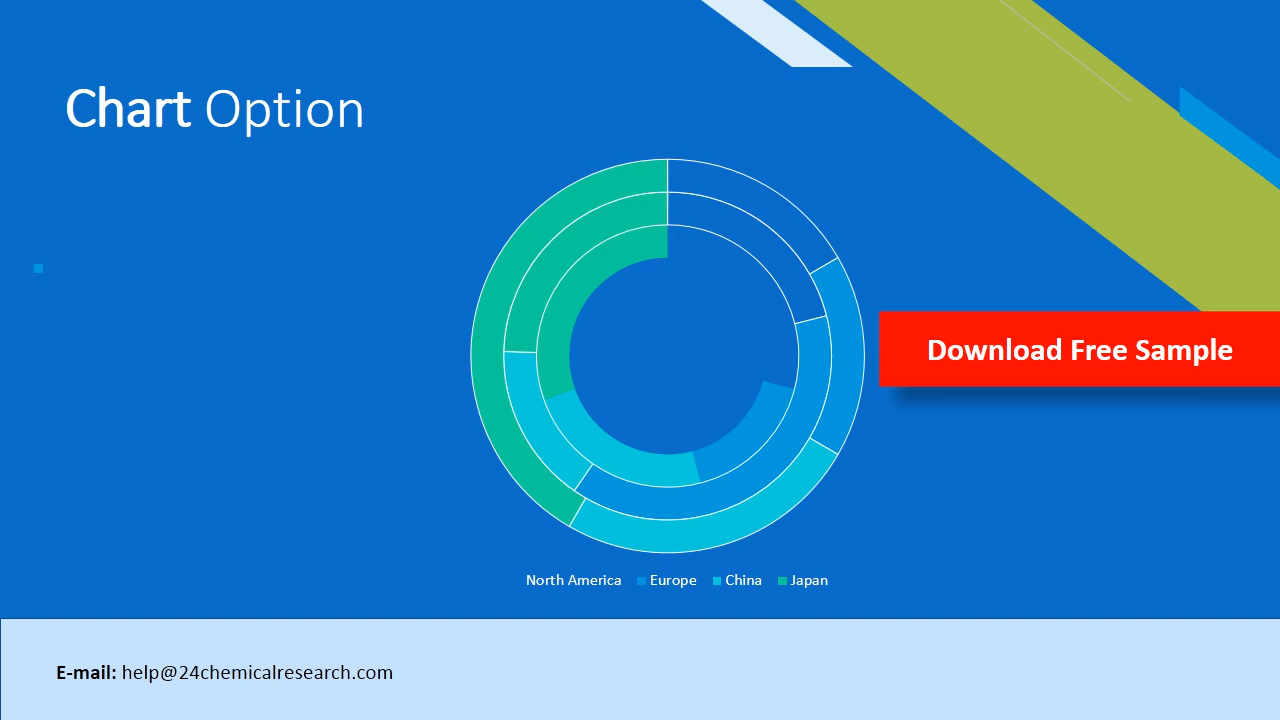 Chart Option
Download Free Sample
North America Europe China Japan
E-mail: help@24chemicalresearch.com